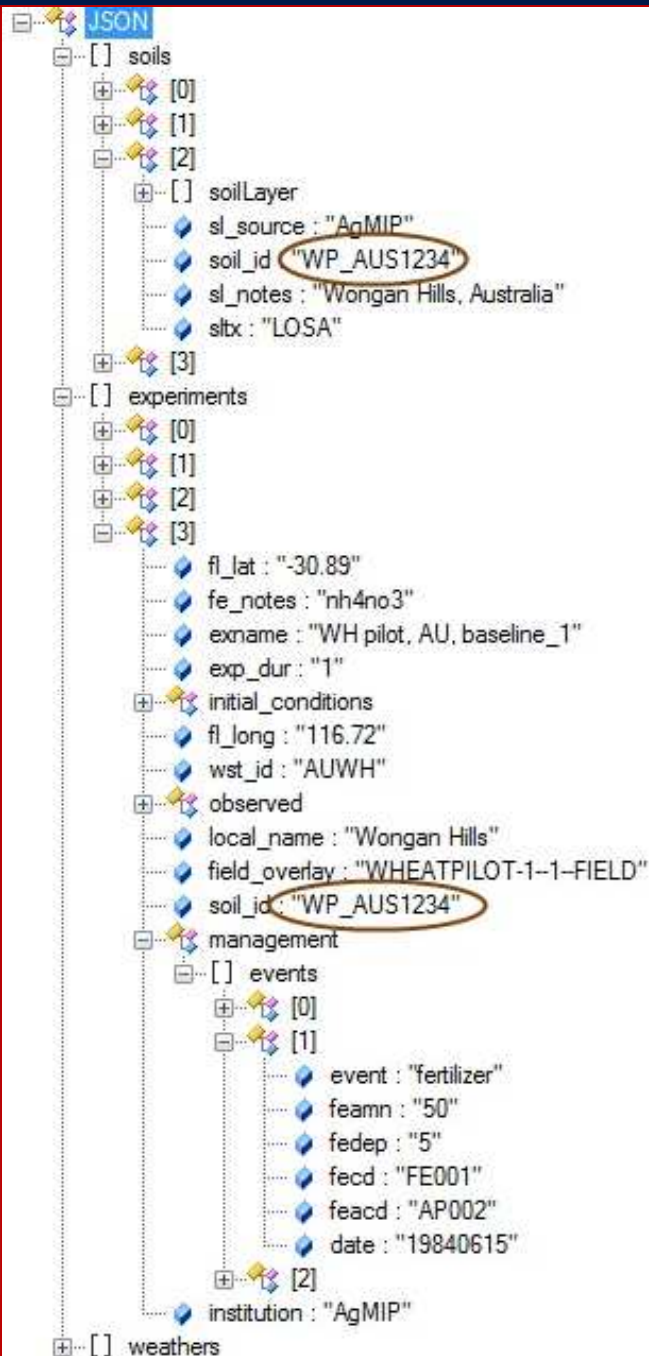 JSON
[] soils
[0]
[1]
[2]
[] soilLayer
sl_source : "AgMIP"
soil_id : "WP_AUS1234"
sl_notes : "Wongan Hills, Australia"
sltx : "LOSA"
[3]
[] experiments
[0]
[1]
[2]
[3]
fl_lat : "-30.89"
fe_notes : "nh4no3"
exname : "WH pilot, AU, baseline_1"
exp_dur : "1"
initial_conditions
fl_long : "116.72"
wst_id : "AUWH"
observed
local_name : "Wongan Hills"
field_overlay : "WHEATPILOT-1--1--FIELD"
soil_id : "WP_AUS1234"
management
[] events
[0]
[1]
event : "fertilizer"
feamn : "50"
fedep : "5"
fecd : "FE001"
feacd : "AP002"
date : "19840615"
[2]
institution : "AgMIP"
[] weathers